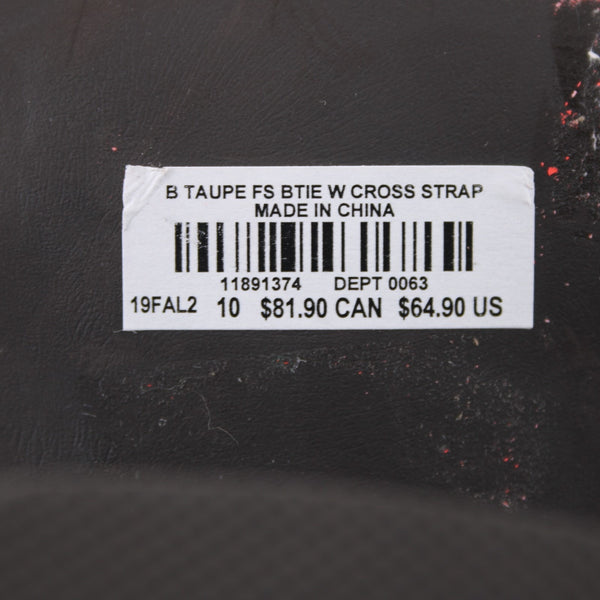 B TAUPE FS BTIE W CROSS STRAP
MADE IN CHINA
11891374 DEPT 0063
19FAL2 10 $81.90 CAN $64.90 US